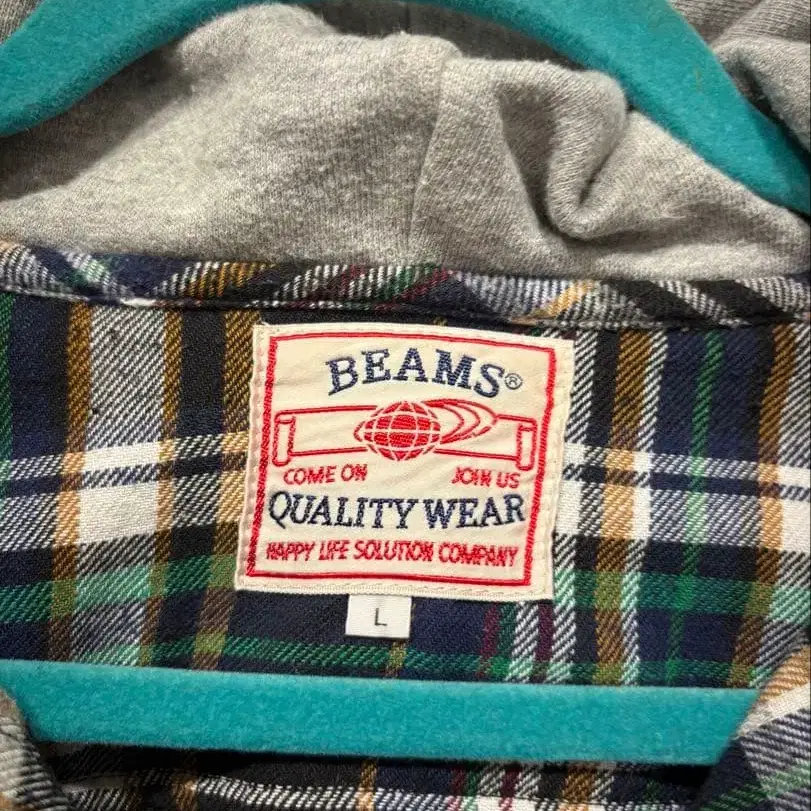 BEAMS®
COME ON JOIN US
QUALITY WEAR
HAPPY LIFE SOLUTION COMPANY
L